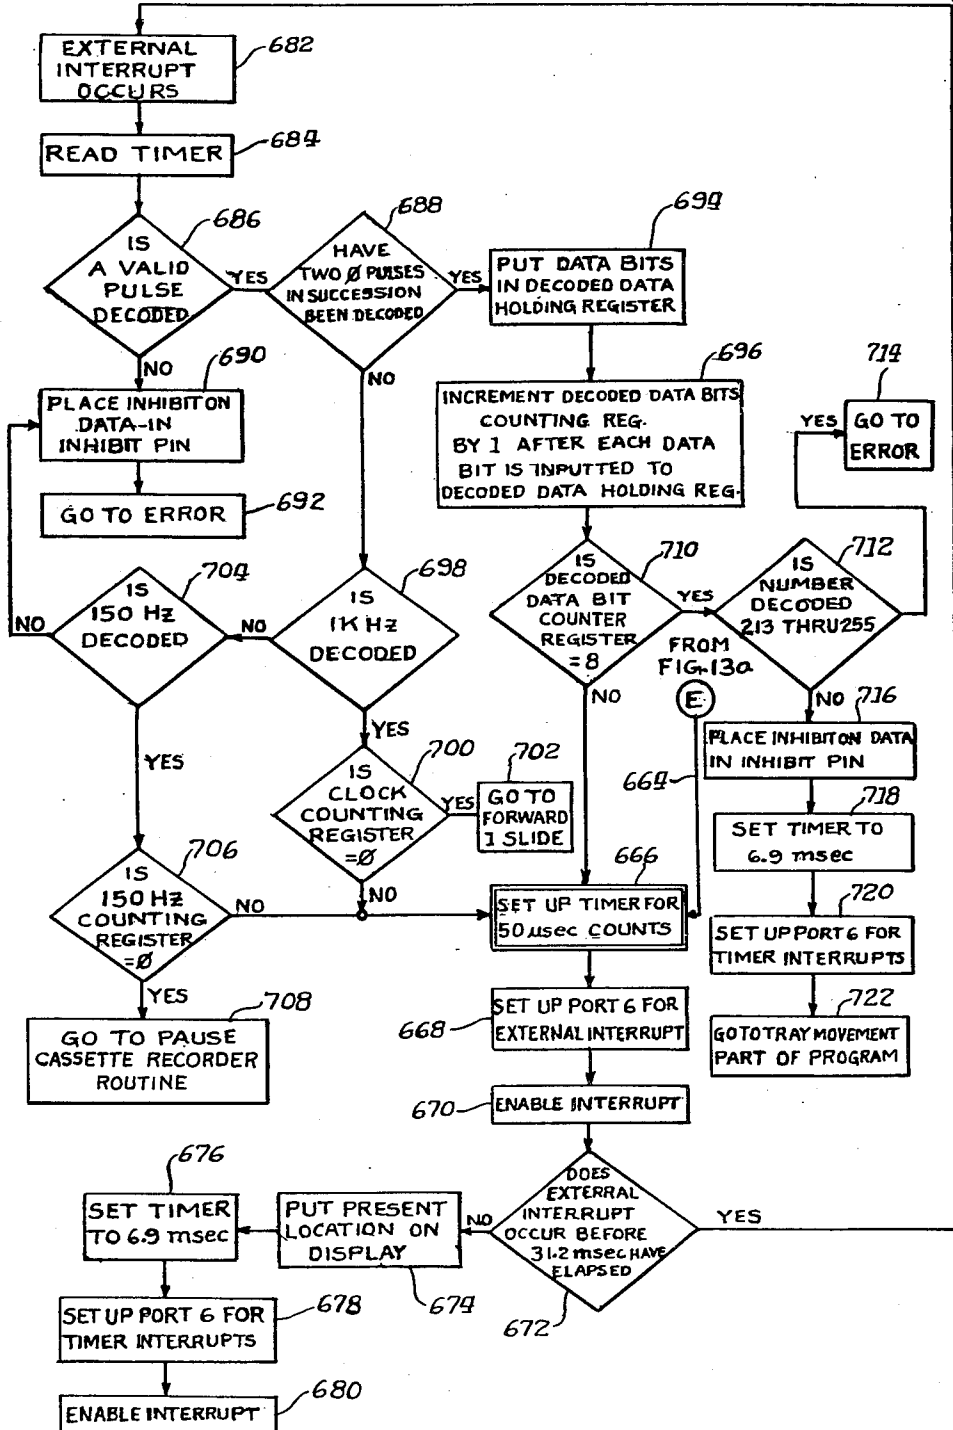 EXTERNAL
INTERRUPT
OCCURS
682
READ TIMER
684
IS
A VALID
PULSE
DECODED
686
YES
NO
HAVE
TWO Ø PULSES
IN SUCCESSION
BEEN DECODED
688
YES
NO
PUT DATA BITS
IN DECODED DATA
HOLDING REGISTER
694
PLACE INHIBIT ON
DATA-IN
INHIBIT PIN
690
GO TO ERROR
692
INCREMENT DECODED DATA BITS
COUNTING REG.
BY 1 AFTER EACH DATA
BIT IS INPUTTED TO
DECODED DATA HOLDING REG.
696
YES
GO TO
ERROR
714
IS
150 Hz
DECODED
704
NO
YES
IS
1K Hz
DECODED
698
NO
YES
IS
DECODED
DATA BIT
COUNTER
REGISTER
=8
710
YES
NO
IS
NUMBER
DECODED
213 THRU 255
712
NO
FROM
FIG. 13a
E
664
IS
CLOCK
COUNTING
REGISTER
=Ø
700
YES
NO
GO TO
FORWARD
1 SLIDE
702
PLACE INHIBIT ON DATA
IN INHIBIT PIN
716
SET TIMER TO
6.9 msec
718
IS
150 HZ
COUNTING
REGISTER
=Ø
706
NO
YES
SET UP TIMER FOR
50 µsec COUNTS
666
SET UP PORT 6 FOR
TIMER INTERRUPTS
720
GO TO PAUSE
CASSETTE RECORDER
ROUTINE
708
SET UP PORT 6 FOR
EXTERNAL INTERRUPT
668
GO TO TRAY MOVEMENT
PART OF PROGRAM
722
ENABLE INTERRUPT
670
DOES
EXTERRAL
INTERRUPT
OCCUR BEFORE
31.2 msec HAVE
ELAPSED
672
NO
YES
PUT PRESENT
LOCATION ON
DISPLAY
674
SET TIMER
TO 6.9 msec
676
SET UP PORT 6 FOR
TIMER INTERRUPTS
678
ENABLE INTERRUPT
680